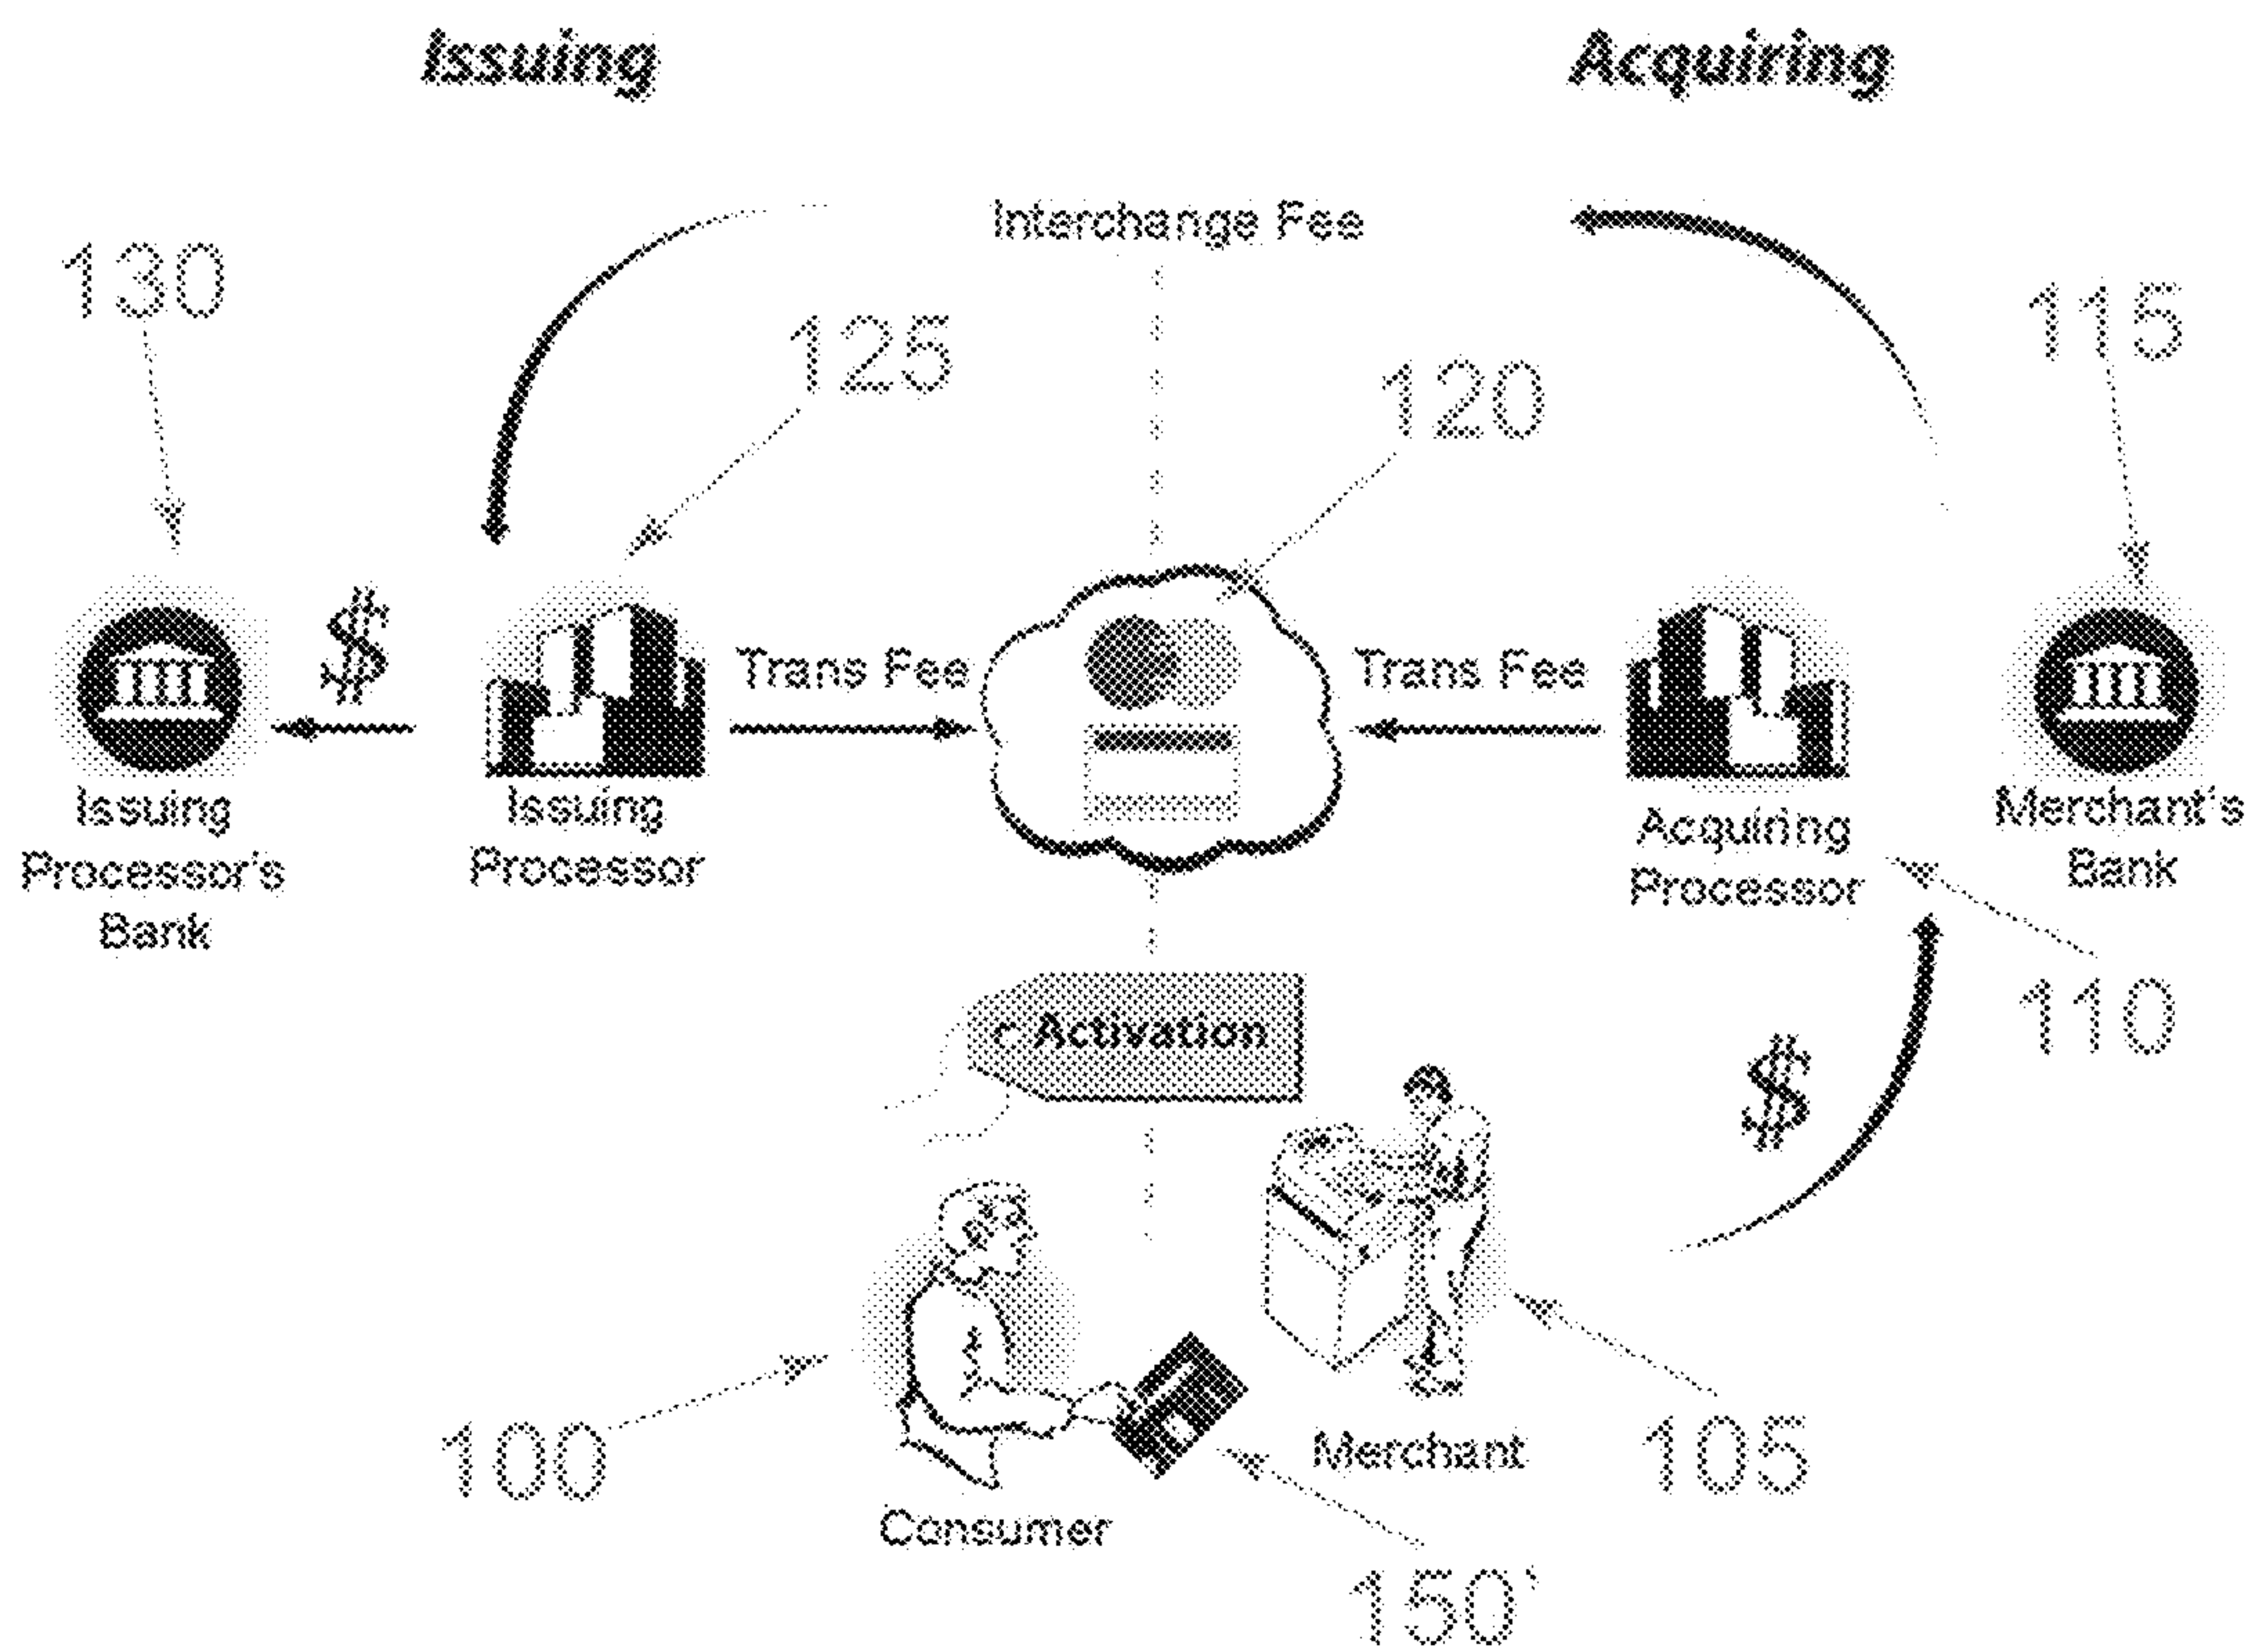 Issuing
Acquiring
Interchange Fee
130
125
120
115
$
Trans Fee
Trans Fee
Issuing
Processor's
Bank
Issuing
Processor
Acquiring
Processor
Merchant's
Bank
110
Activation
$
100
Consumer
Merchant
105
150'